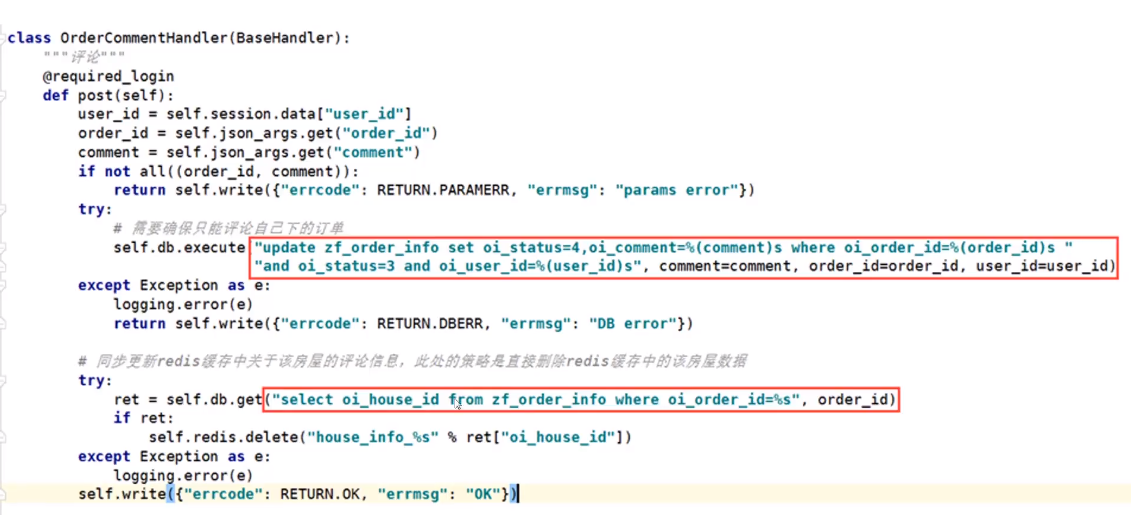 class OrderCommentHandler(BaseHandler):
    """评论"""
    @required_login
    def post(self):
        user_id = self.session.data["user_id"]
        order_id = self.json_args.get("order_id")
        comment = self.json_args.get("comment")
        if not all((order_id, comment)):
            return self.write({"errcode": RETURN.PARAMERR, "errmsg": "params error"})
        try:
            # 需要确保只能评论自己下的订单
            self.db.execute("update zf_order_info set oi_status=4,oi_comment=%(comment)s where oi_order_id=%(order_id)s "
                            "and oi_status=3 and oi_user_id=%(user_id)s", comment=comment, order_id=order_id, user_id=user_id)
        except Exception as e:
            logging.error(e)
            return self.write({"errcode": RETURN.DBERR, "errmsg": "DB error"})
        # 同步更新redis缓存中关于该房屋的评论信息，此处的策略是直接删除redis缓存中的该房屋数据
        try:
            ret = self.db.get("select oi_house_id from zf_order_info where oi_order_id=%s", order_id)
            if ret:
                self.redis.delete("house_info_%s" % ret["oi_house_id"])
        except Exception as e:
            logging.error(e)
        self.write({"errcode": RETURN.OK, "errmsg": "OK"})